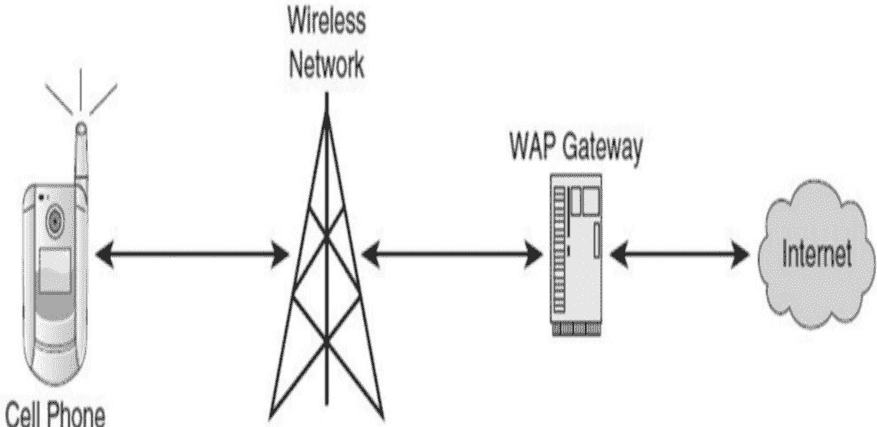 Wireless
Network
WAP Gateway
Internet
Cell Phone